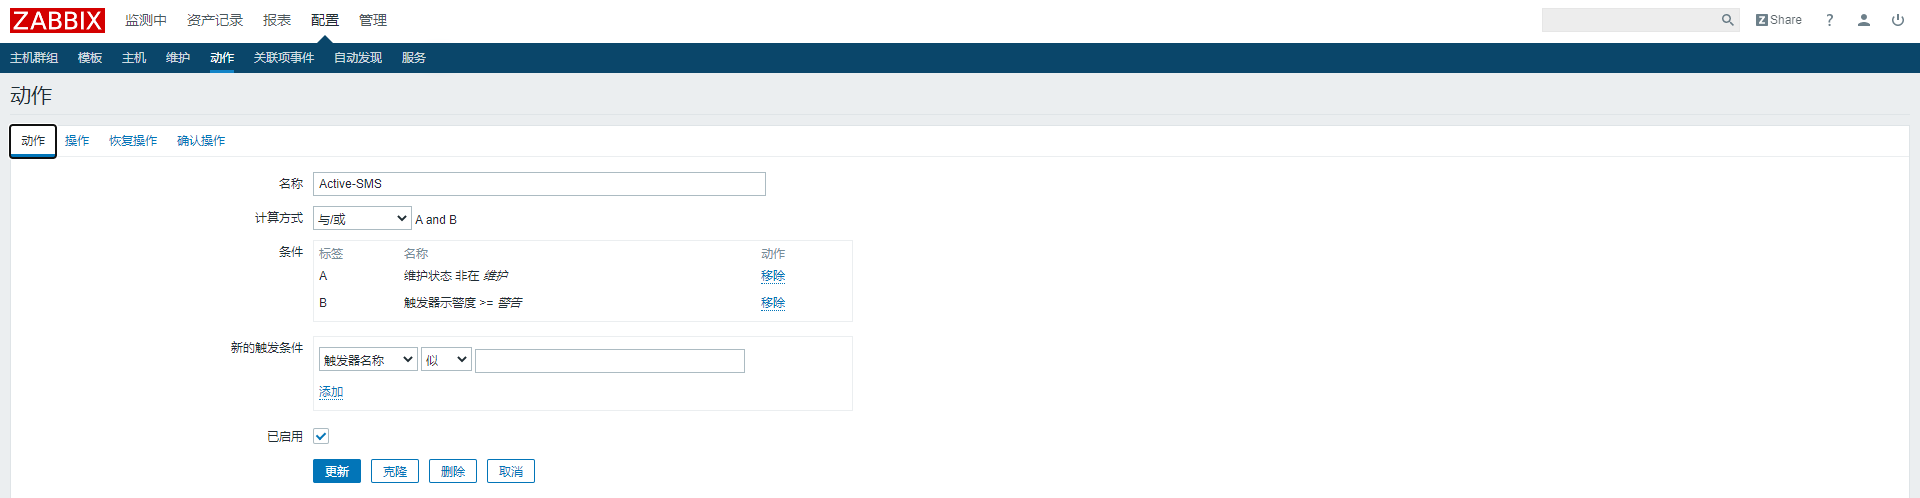 ZABBIX 监测中 资产记录 报表 配置 管理 Z Share ?
主机群组 模板 主机 维护 动作 关联项事件 自动发现 服务
动作
动作 操作 恢复操作 确认操作
名称 Active-SMS
计算方式 与/或 A and B
条件 标签 名称 动作
A 维护状态 非在 维护 移除
B 触发器示警度 >= 警告 移除
新的触发条件
触发器名称 似
添加
已启用
更新 克隆 删除 取消